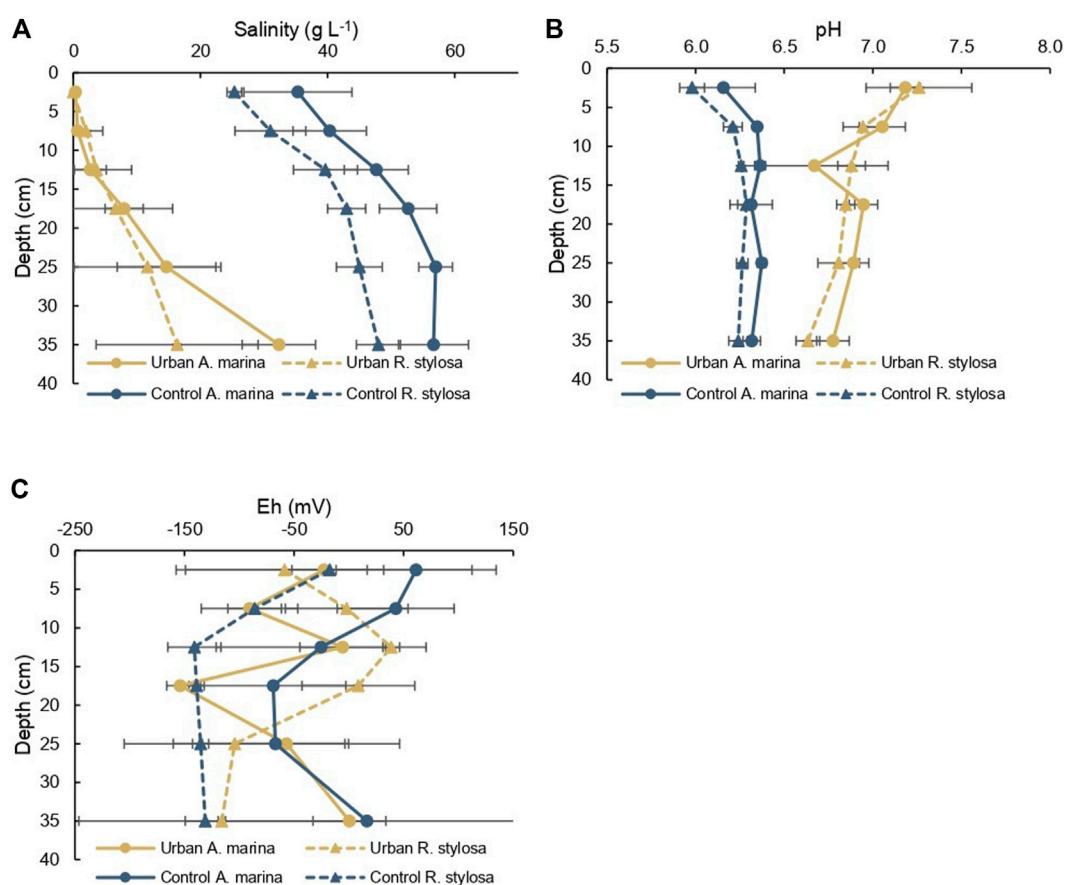 A
Salinity (g L-1)
0 20 40 60
Depth (cm)
0
5
10
15
20
25
30
35
40
Urban A. marina Urban R. stylosa
Control A. marina Control R. stylosa
B
pH
5.5 6.0 6.5 7.0 7.5 8.0
Depth (cm)
0
5
10
15
20
25
30
35
40
Urban A. marina Urban R. stylosa
Control A. marina Control R. stylosa
C
Eh (mV)
-250 -150 -50 50 150
Depth (cm)
0
5
10
15
20
25
30
35
40
Urban A. marina Urban R. stylosa
Control A. marina Control R. stylosa